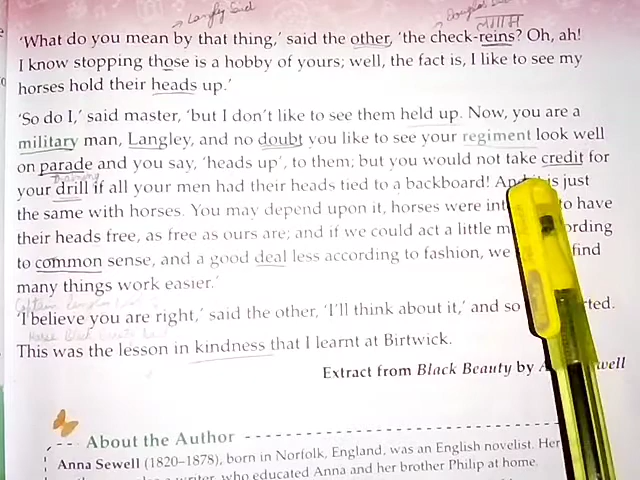 लगाम
'What do you mean by that thing,' said the other, 'the check-reins? Oh, ah!
I know stopping those is a hobby of yours; well, the fact is, I like to see my
horses hold their heads up.'
'So do I,' said master, 'but I don't like to see them held up. Now, you are a
military man, Langley, and no doubt you like to see your regiment look well
on parade and you say, 'heads up', to them; but you would not take credit for
your drill if all your men had their heads tied to a backboard! And it is just
the same with horses. You may depend upon it, horses were int to have
their heads free, as free as ours are; and if we could act a little m ording
to common sense, and a good deal less according to fashion, we find
many things work easier.'
'I believe you are right,' said the other, 'I'll think about it,' and so ted.
This was the lesson in kindness that I learnt at Birtwick.
Extract from Black Beauty by A well
About the Author
Anna Sewell (1820–1878), born in Norfolk, England, was an English novelist. Her
writer, who educated Anna and her brother Philip at home.